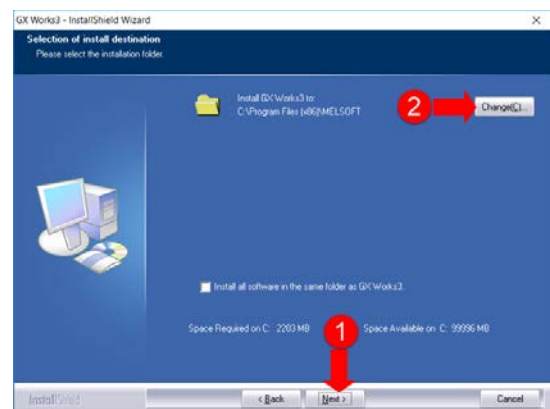 GX Works3 - InstallShield Wizard
Selection of install destination
Please select the installation folder.
Install GX Works3 to:
C:\Program Files (x86)\MELSOFT
2
Change(C)...
Install all software in the same folder as GX Works3.
Space Required on C: 2203 MB
Space Available on C: 99996 MB
1
InstallShield
< Back
Next >
Cancel